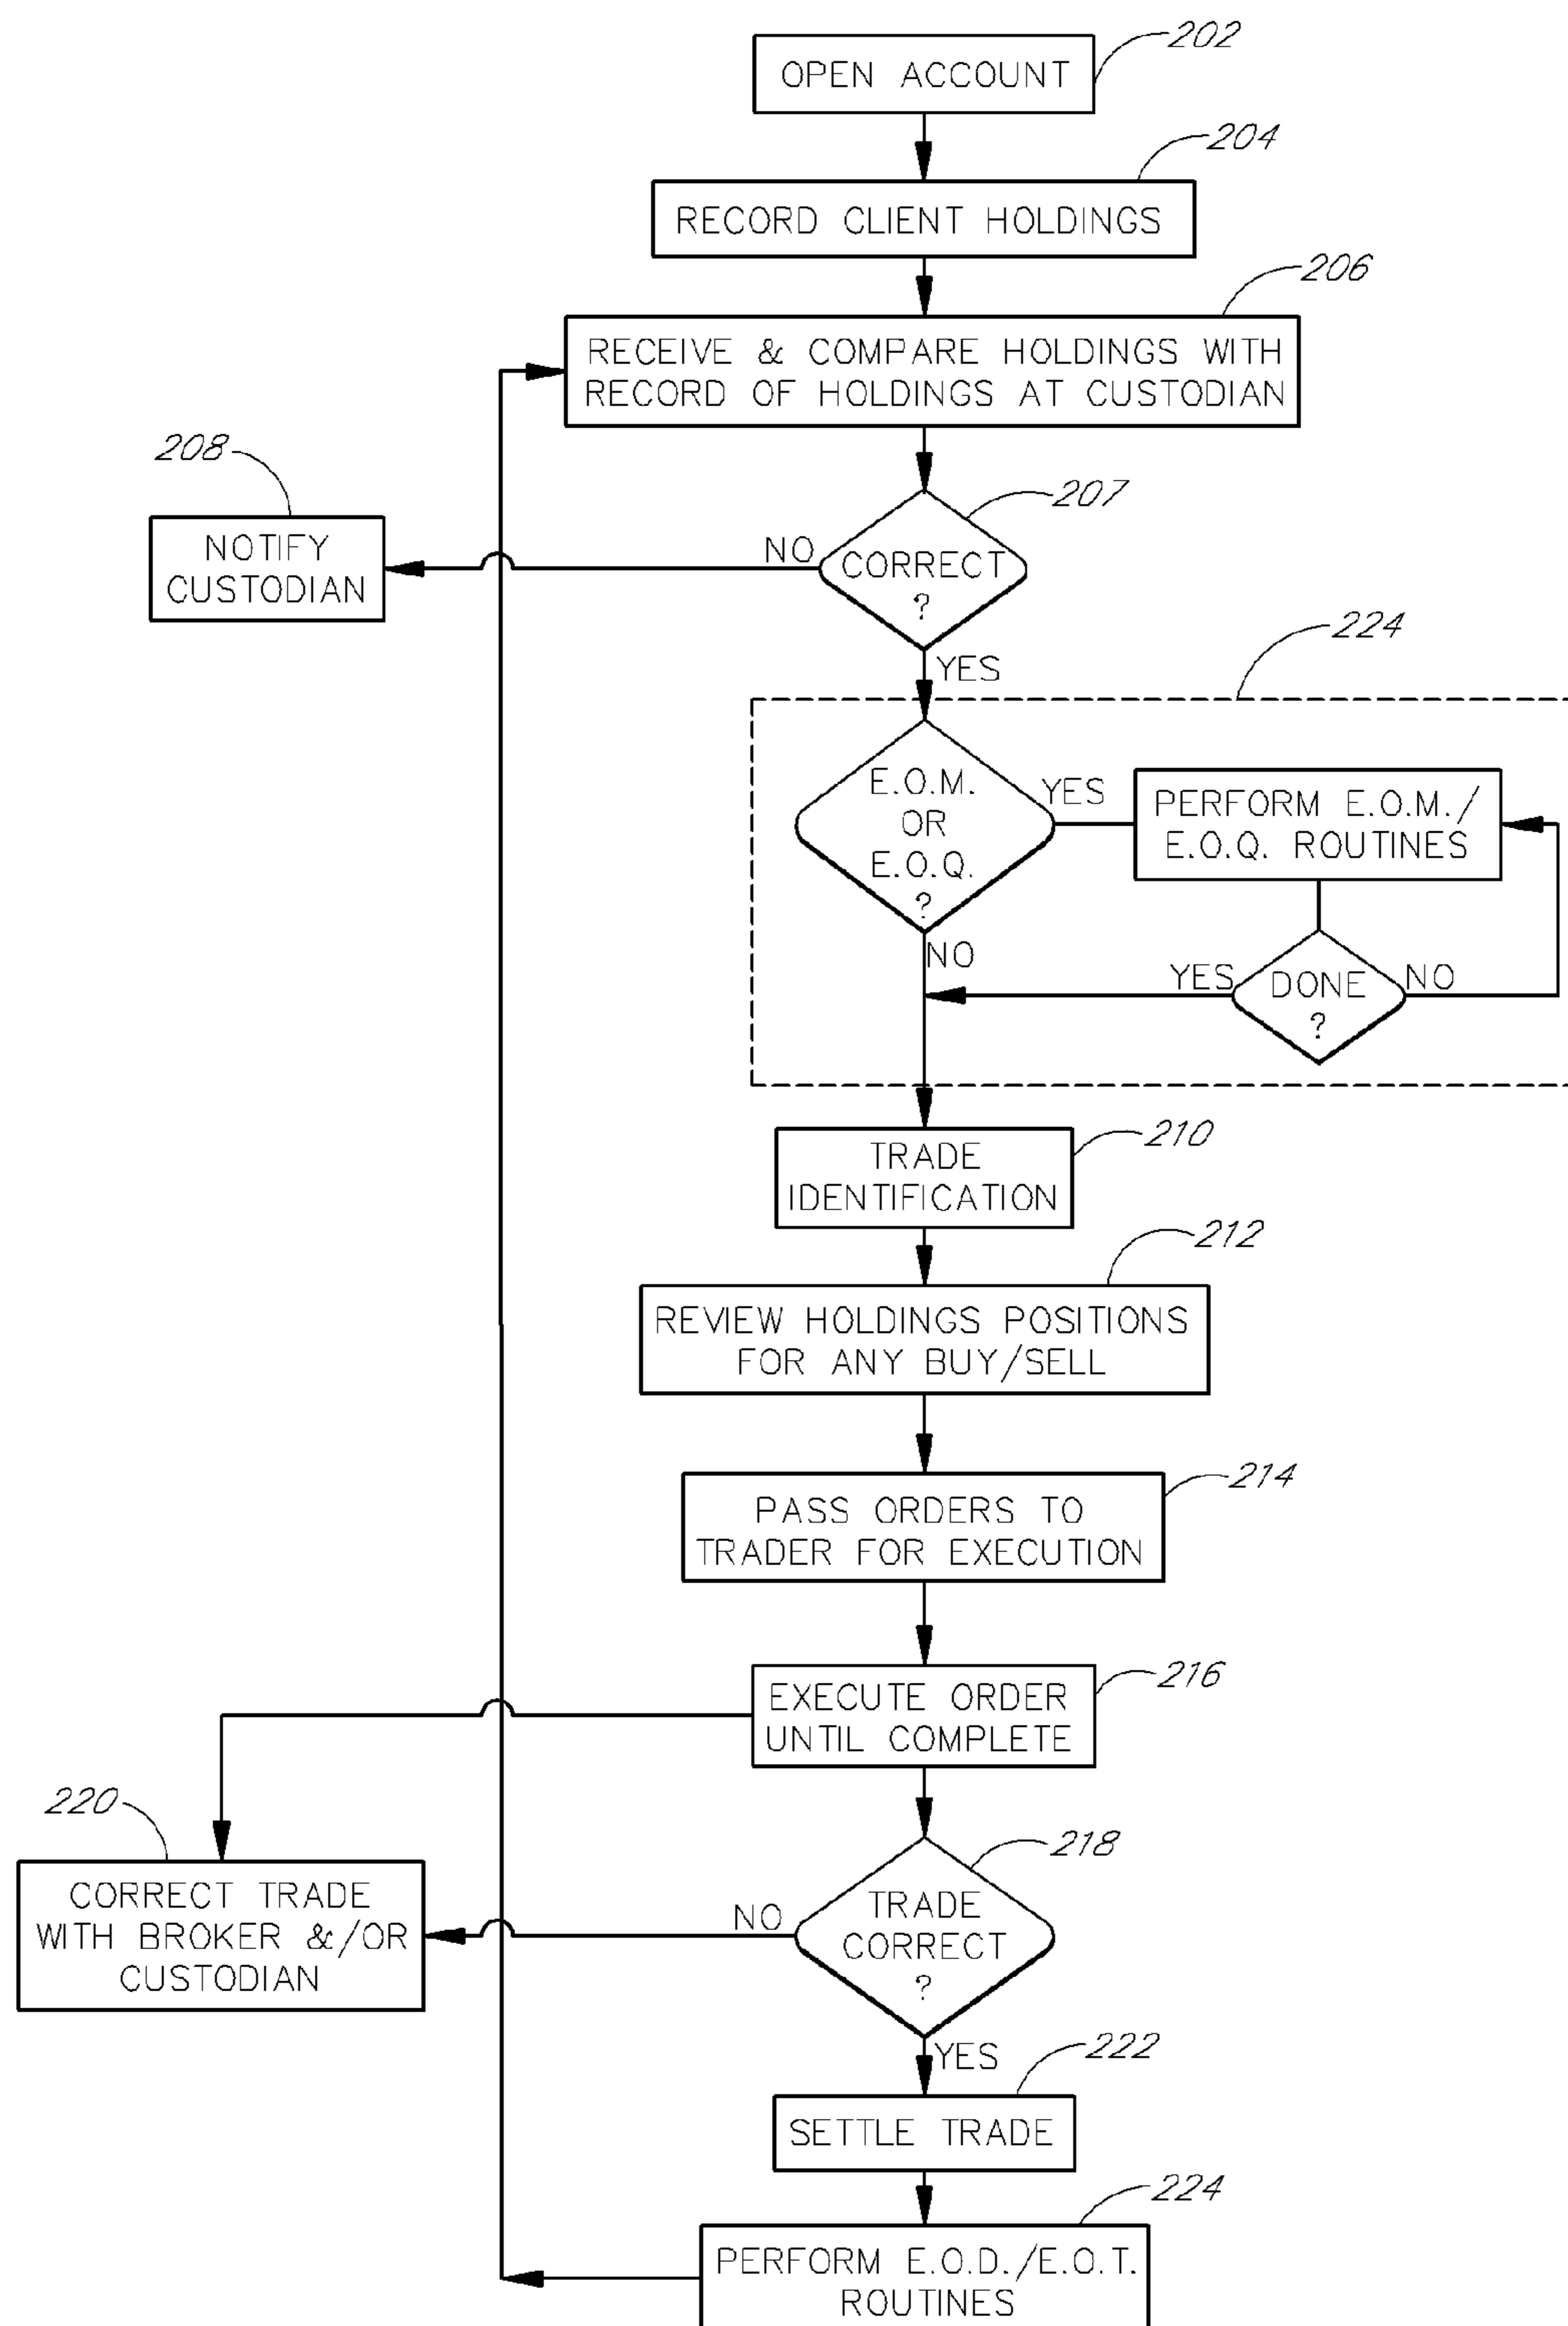 202
OPEN ACCOUNT
204
RECORD CLIENT HOLDINGS
206
RECEIVE & COMPARE HOLDINGS WITH
RECORD OF HOLDINGS AT CUSTODIAN
208
NOTIFY
CUSTODIAN
207
NO
CORRECT
?
YES
224
E.O.M.
OR
E.O.Q.
?
YES
PERFORM E.O.M./
E.O.Q. ROUTINES
NO
YES
DONE
?
NO
210
TRADE
IDENTIFICATION
212
REVIEW HOLDINGS POSITIONS
FOR ANY BUY/SELL
214
PASS ORDERS TO
TRADER FOR EXECUTION
216
EXECUTE ORDER
UNTIL COMPLETE
220
CORRECT TRADE
WITH BROKER &/OR
CUSTODIAN
218
NO
TRADE
CORRECT
?
YES
222
SETTLE TRADE
224
PERFORM E.O.D./E.O.T.
ROUTINES